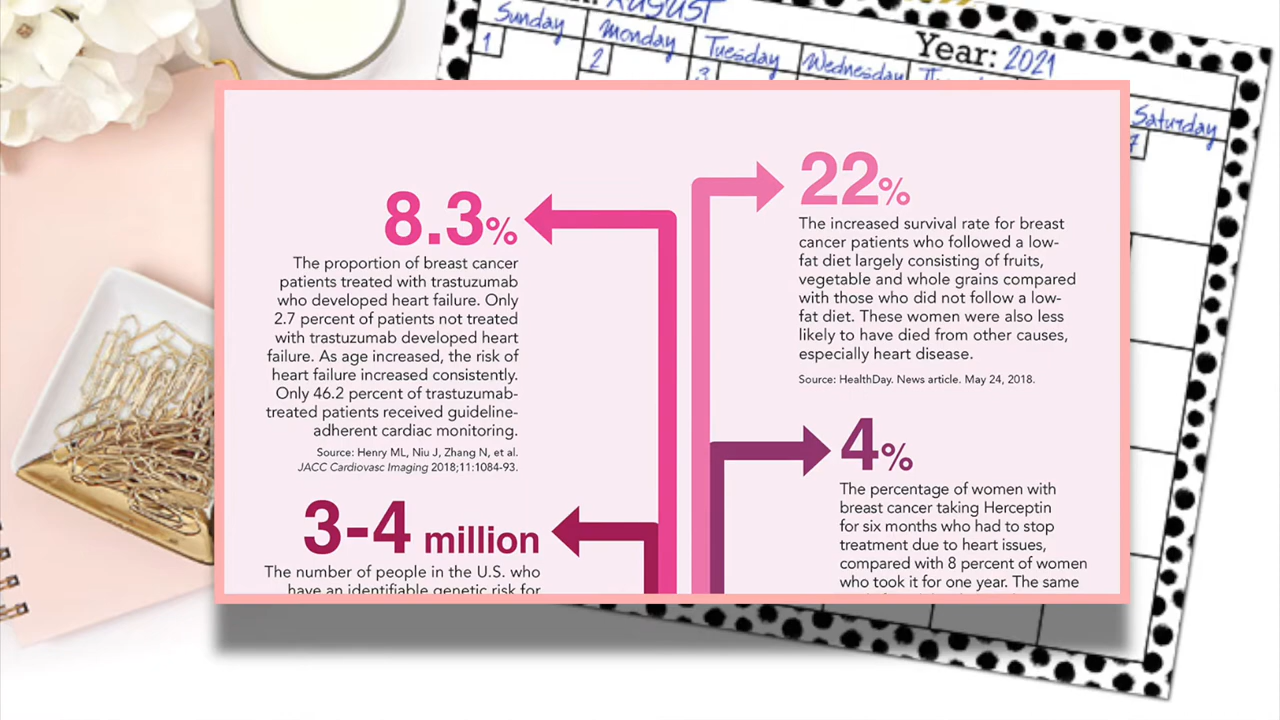 AUGUST
Year: 2021
Sunday Monday Tuesday Wednesday
Saturday
1
2
3
7
8.3%
The proportion of breast cancer
patients treated with trastuzumab
who developed heart failure. Only
2.7 percent of patients not treated
with trastuzumab developed heart
failure. As age increased, the risk of
heart failure increased consistently.
Only 46.2 percent of trastuzumab-
treated patients received guideline-
adherent cardiac monitoring.
Source: Henry ML, Niu J, Zhang N, et al.
JACC Cardiovasc Imaging 2018;11:1084-93.
3-4 million
The number of people in the U.S. who
have an identifiable genetic risk for
22%
The increased survival rate for breast
cancer patients who followed a low-
fat diet largely consisting of fruits,
vegetable and whole grains compared
with those who did not follow a low-
fat diet. These women were also less
likely to have died from other causes,
especially heart disease.
Source: HealthDay. News article. May 24, 2018.
4%
The percentage of women with
breast cancer taking Herceptin
for six months who had to stop
treatment due to heart issues,
compared with 8 percent of women
who took it for one year. The same